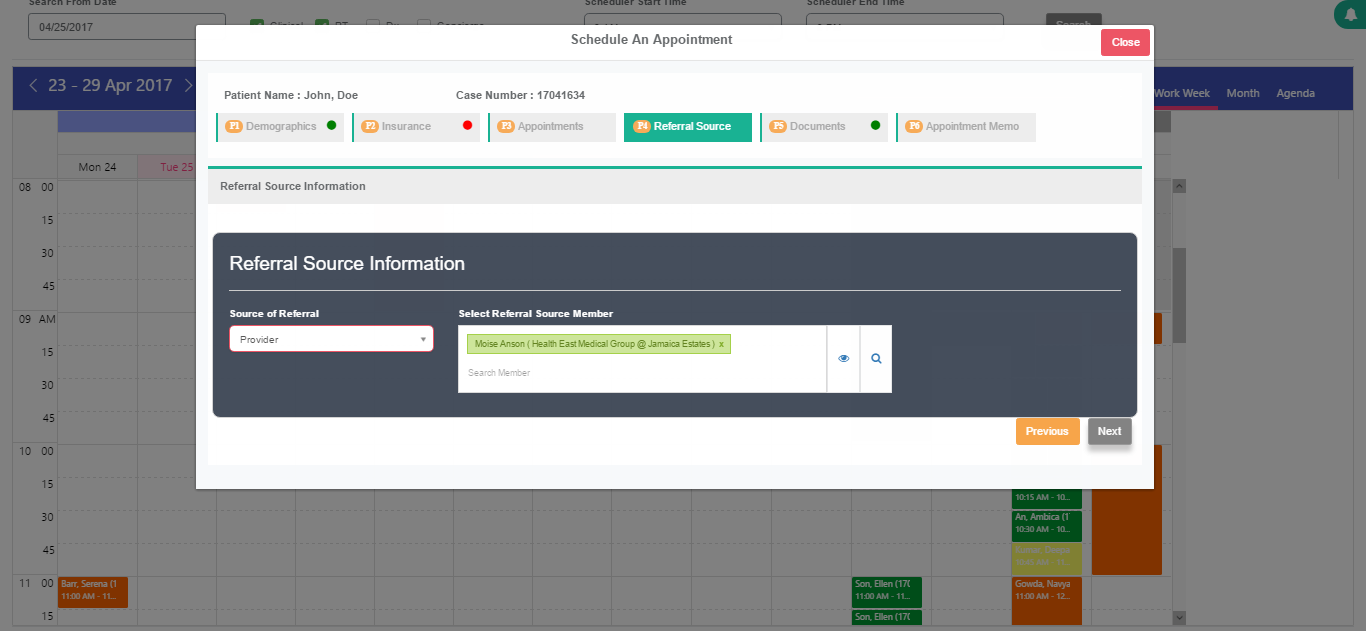 Search From Date
Scheduler Start Time
Scheduler End Time
04/25/2017
Clinical
PT
Search
Schedule An Appointment
Close
23 - 29 Apr 2017
Work Week
Month
Agenda
Patient Name : John, Doe
Case Number : 17041634
P1 Demographics
P2 Insurance
P3 Appointments
P4 Referral Source
P5 Documents
P6 Appointment Memo
Mon 24
Tue 25
Referral Source Information
Referral Source Information
Source of Referral
Select Referral Source Member
Provider
Moise Anson ( Health East Medical Group @ Jamaica Estates ) x
Search Member
Previous
Next
08 00
15
30
45
09 AM
15
30
45
10 00
15
30
45
11 00
15
10:15 AM - 10...
An, Ambica (1
10:30 AM - 10...
Barr, Serena (1
11:00 AM - 11...
Son, Ellen (17(
11:00 AM - 11...
Son, Ellen (17(
Gowda, Navya
11:00 AM - 12...